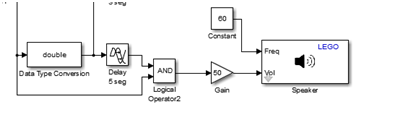 5 seg
60
Constant
LEGO
double
Data Type Conversion
Delay
5 seg
AND
Logical
Operator2
50
Gain
Freq
Vol
Speaker